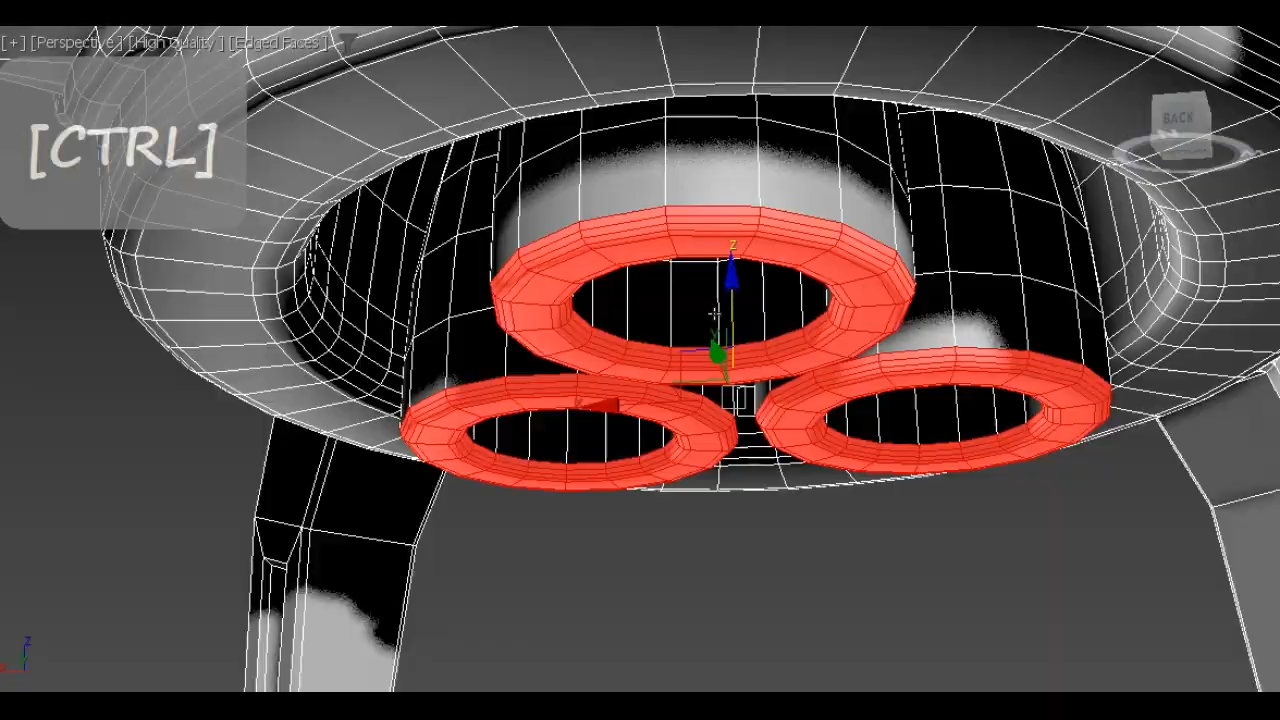 [ + ] [Perspective ] [High Quality ] [Edged Faces ]
[CTRL]
BACK
z
z